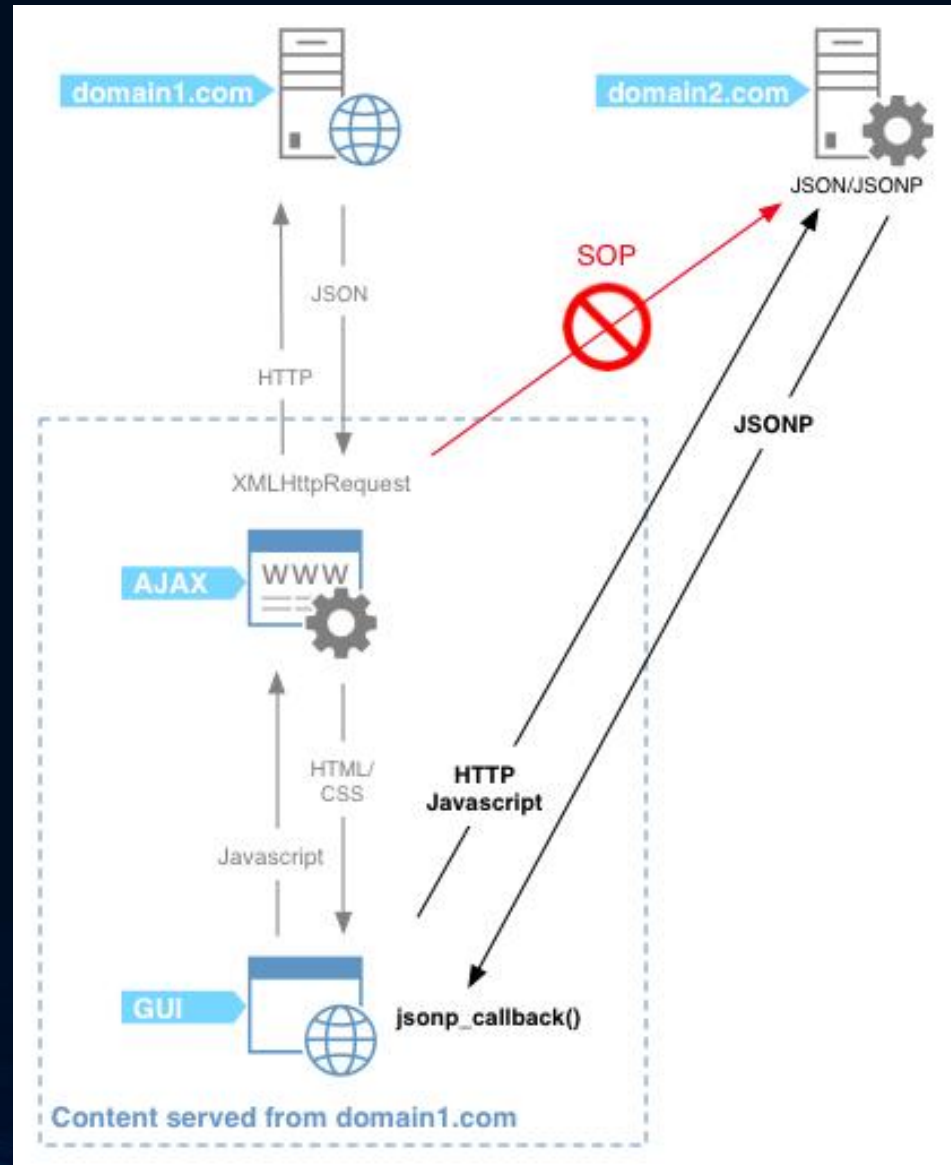 domain1.com
domain2.com
JSON/JSONP
SOP
JSON
HTTP
JSONP
XMLHttpRequest
WWW
AJAX
HTML/
CSS
HTTP
Javascript
Javascript
GUI
jsonp_callback()
Content served from domain1.com